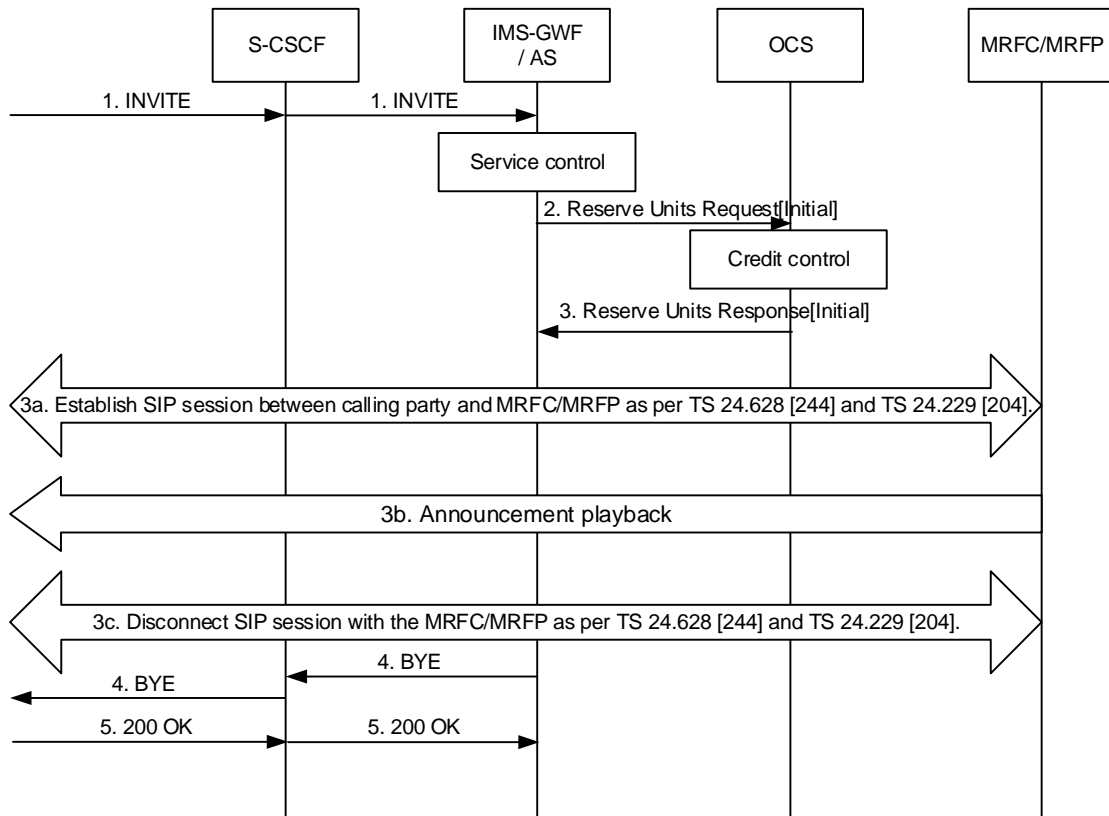 S-CSCF
IMS-GWF
/ AS
OCS
MRFC/MRFP
1. INVITE
1. INVITE
Service control
2. Reserve Units Request[Initial]
Credit control
3. Reserve Units Response[Initial]
3a. Establish SIP session between calling party and MRFC/MRFP as per TS 24.628 [244] and TS 24.229 [204].
3b. Announcement playback
3c. Disconnect SIP session with the MRFC/MRFP as per TS 24.628 [244] and TS 24.229 [204].
4. BYE
4. BYE
5. 200 OK
5. 200 OK